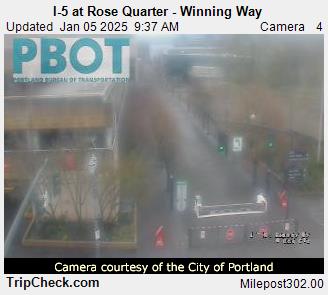 I-5 at Rose Quarter - Winning Way
Updated Jan 05 2025 9:37 AM Camera 4
PBOT
PORTLAND BUREAU OF TRANSPORTATION
Camera courtesy of the City of Portland
TripCheck.com Milepost302.00